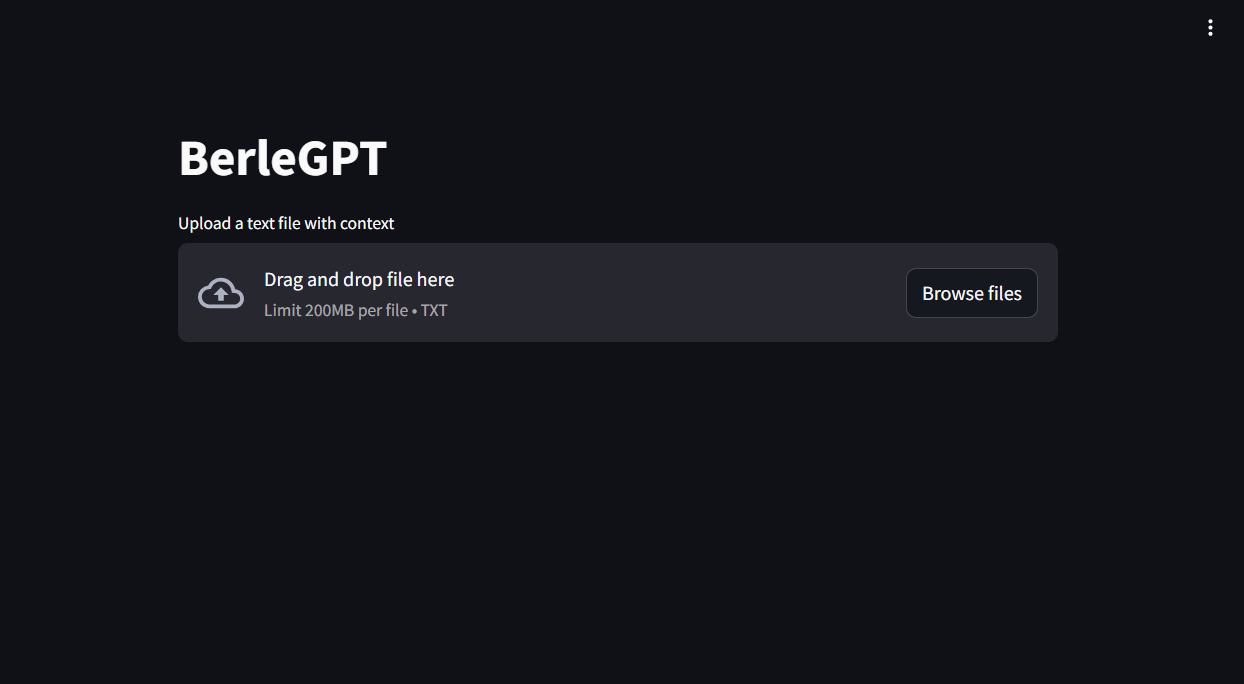 BerleGPT
Upload a text file with context
Drag and drop file here
Limit 200MB per file • TXT
Browse files